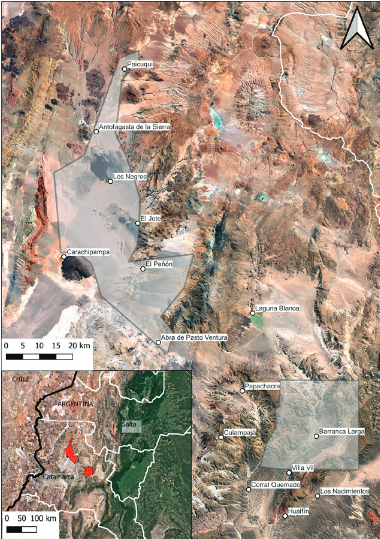 Paicuqui
Antofagasta de la Sierra
Los Negros
El Jote
Carachipampa
El Peñón
Laguna Blanca
Abra de Pasto Ventura
0 5 10 15 20 km
Papachacra
Culampajá
Barranca Larga
Villa Vil
Corral Quemado
Los Nacimientos
Hualfín
CHILE
ARGENTINA
Salta
Catamarca
0 50 100 km